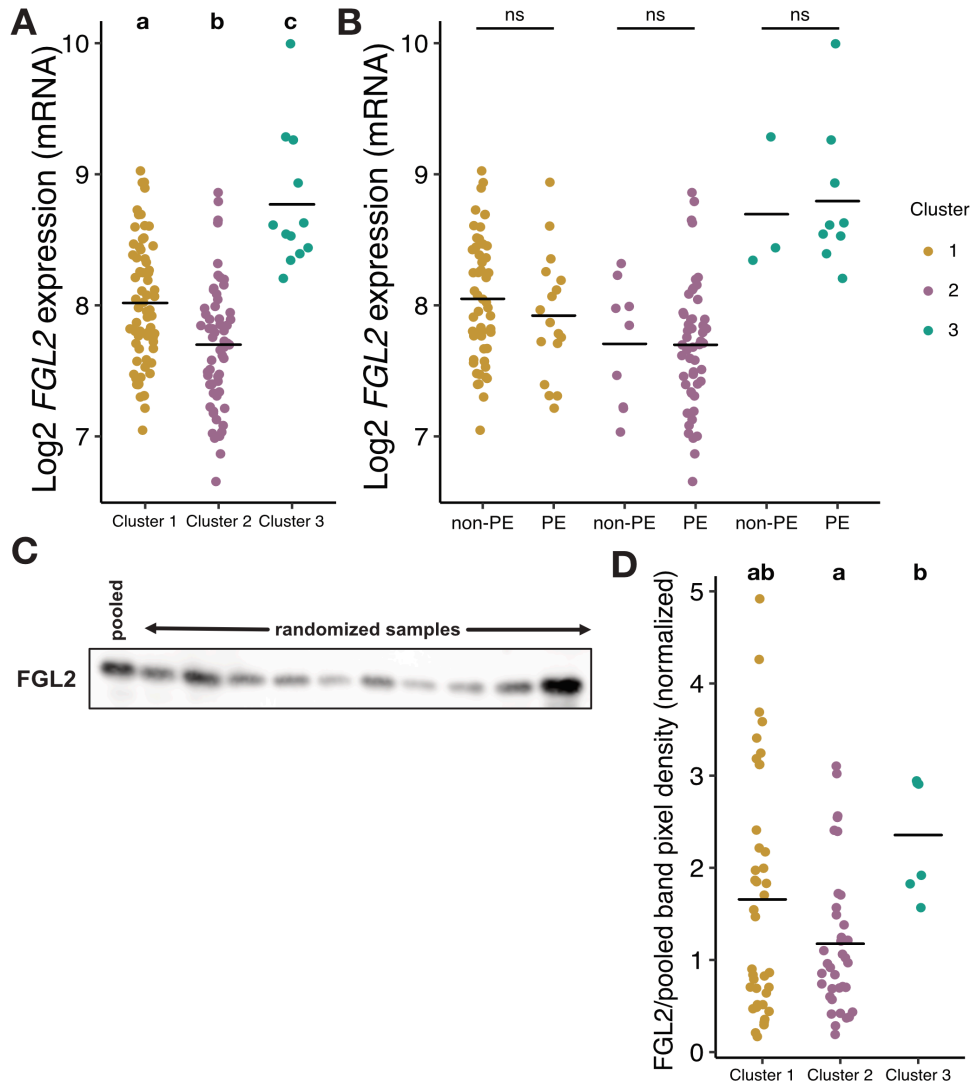 A
a
b
c
Log2 FGL2 expression (mRNA)
10
9
8
7
Cluster 1
Cluster 2
Cluster 3
B
ns
ns
ns
Log2 FGL2 expression (mRNA)
10
9
8
7
non-PE
PE
non-PE
PE
non-PE
PE
Cluster
1
2
3
C
pooled
randomized samples
FGL2
D
ab
a
b
FGL2/pooled band pixel density (normalized)
5
4
3
2
1
0
Cluster 1
Cluster 2
Cluster 3